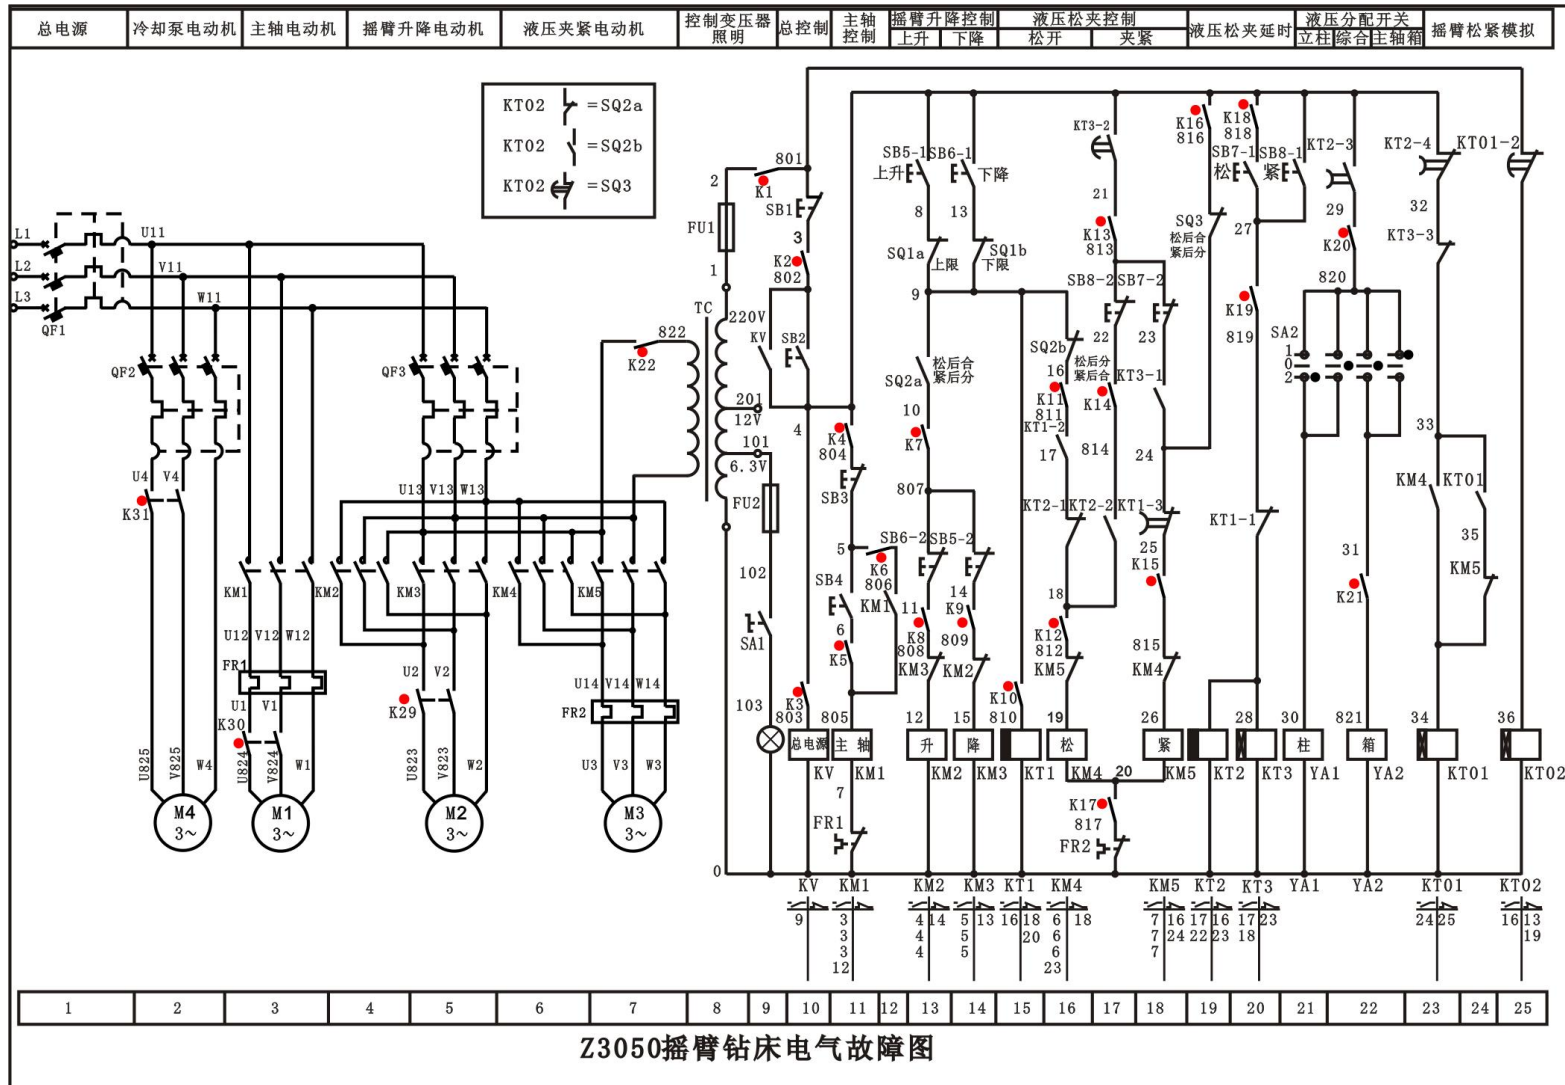 总电源 冷却泵电动机 主轴电动机 摇臂升降电动机 液压夹紧电动机 控制变压器 照明 总控制 主轴 控制 摇臂升降控制 液压松夹控制 液压松夹延时 液压分配开关 摇臂松紧模拟
上升 下降 松开 夹紧 立柱 综合 主轴箱
KT02 =SQ2a
KT02 =SQ2b
KT02 =SQ3
L1
L2
L3
QF1
U11
V11
W11
QF2
QF3
U4 V4
K31
U13 V13 W13
KM1 KM2 KM3 KM4 KM5
U12 V12 W12
FR1
U1 V1
K30
U825 V825 W4
U824 V824 W1
M4
3~
M1
3~
U2 V2
K29
U823 V823 W2
M2
3~
U14 V14 W14
FR2
U3 V3 W3
M3
3~
822
K22
TC
2
FU1
1
220V
201
12V
101
6.3V
FU2
102
SA1
103
0
801
K1
SB1
3
K2
802
KV SB2
4
K3
803
总电源
KV
K4
804
SB3
5
K6
806
SB4
KM1
6
K5
805
主轴
KM1
7
FR1
SB5-1 SB6-1
上升 下降
8 13
SQ1a SQ1b
上限 下限
9
SQ2a
松后合
紧后分
10
K7
807
SB6-2 SB5-2
11 14
K8 K9
808 809
KM3 KM2
12 15
升 降
KM2 KM3
K10
810
KT1
SQ2b
松后分
紧后合
16
K11
811
KT1-2
17
KT2-1 KT2-2
18
K12
812
KM5
19
松
KM4
20
KT3-2
21
K13
813
SB8-2 SB7-2
22 23
K14
814
KT3-1
24
KT1-3
25
K15
815
KM4
26
紧
KM5
K17
817
FR2
K16
816
SQ3
松后合
紧后分
KT2
K18
818
SB7-1 SB8-1
松 紧
27
K19
819
KT1-1
28
KT3
KT2-3
29
K20
820
SA2
1
0
2
31
K21
30 821
柱 箱
YA1 YA2
KT2-4
32
KT3-3
33
KM4 KT01
35
KM5
34
KT01
KT01-2
36
KT02
KV KM1 KM2 KM3 KT1 KM4 KM5 KT2 KT3 YA1 YA2 KT01 KT02
9 3 4 14 5 13 16 18 6 18 7 16 17 16 17 23 24 25 16 13
3 4 5 20 6 7 24 22 23 18 19
3 4 5 6 7
12 23
1 2 3 4 5 6 7 8 9 10 11 12 13 14 15 16 17 18 19 20 21 22 23 24 25
Z3050摇臂钻床电气故障图